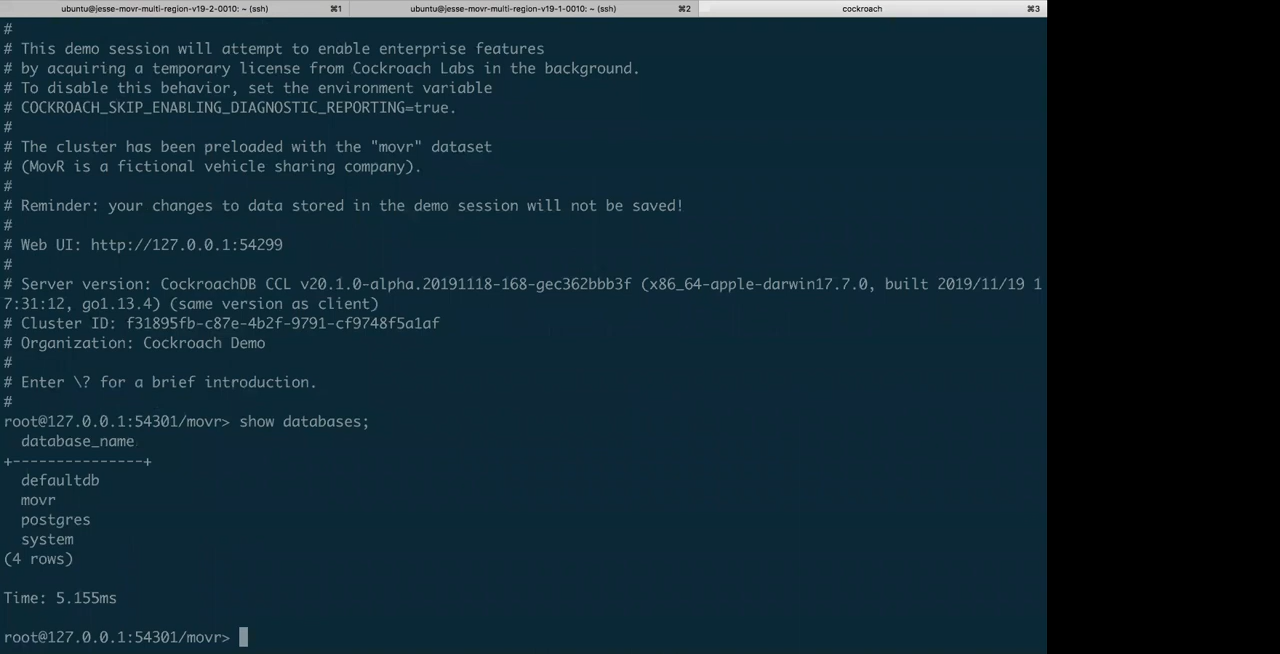 ubuntu@jesse-movr-multi-region-v19-2-0010: ~ (ssh) ⌘1 ubuntu@jesse-movr-multi-region-v19-1-0010: ~ (ssh) ⌘2 cockroach ⌘3
#
# This demo session will attempt to enable enterprise features
# by acquiring a temporary license from Cockroach Labs in the background.
# To disable this behavior, set the environment variable
# COCKROACH_SKIP_ENABLING_DIAGNOSTIC_REPORTING=true.
#
# The cluster has been preloaded with the "movr" dataset
# (MovR is a fictional vehicle sharing company).
#
# Reminder: your changes to data stored in the demo session will not be saved!
#
# Web UI: http://127.0.0.1:54299
#
# Server version: CockroachDB CCL v20.1.0-alpha.20191118-168-gec362bbb3f (x86_64-apple-darwin17.7.0, built 2019/11/19 1
7:31:12, go1.13.4) (same version as client)
# Cluster ID: f31895fb-c87e-4b2f-9791-cf9748f5a1af
# Organization: Cockroach Demo
#
# Enter \? for a brief introduction.
#
root@127.0.0.1:54301/movr> show databases;
database_name
+---------------+
defaultdb
movr
postgres
system
(4 rows)
Time: 5.155ms
root@127.0.0.1:54301/movr>